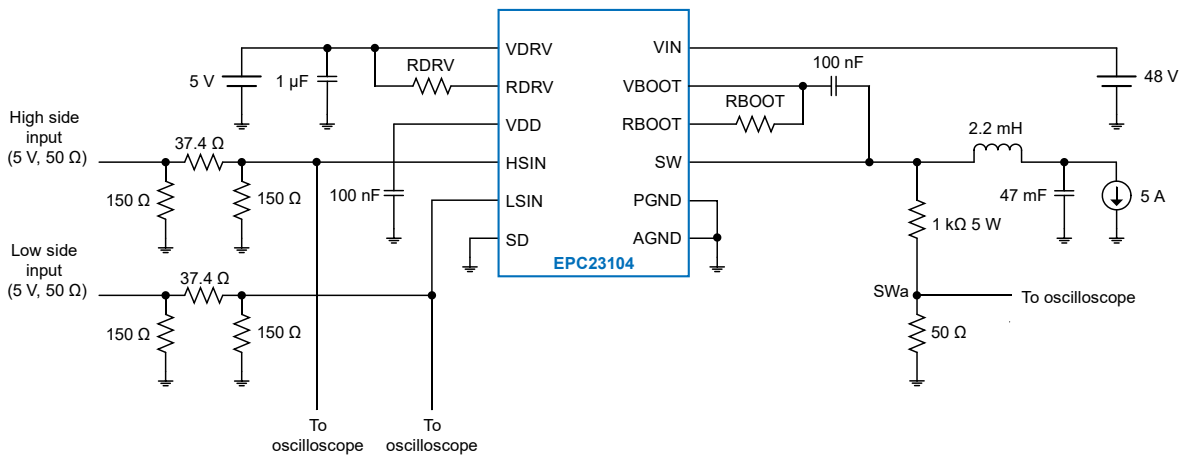 VDRV
VIN
RDRV
100 nF
5 V
1 µF
RDRV
VBOOT
48 V
RBOOT
High side
input
(5 V, 50 Ω)
VDD
RBOOT
2.2 mH
37.4 Ω
HSIN
SW
150 Ω
150 Ω
100 nF
LSIN
PGND
47 mF
5 A
1 kΩ 5 W
SD
AGND
Low side
input
(5 V, 50 Ω)
EPC23104
37.4 Ω
SWa
To oscilloscope
150 Ω
150 Ω
50 Ω
To
oscilloscope
To
oscilloscope